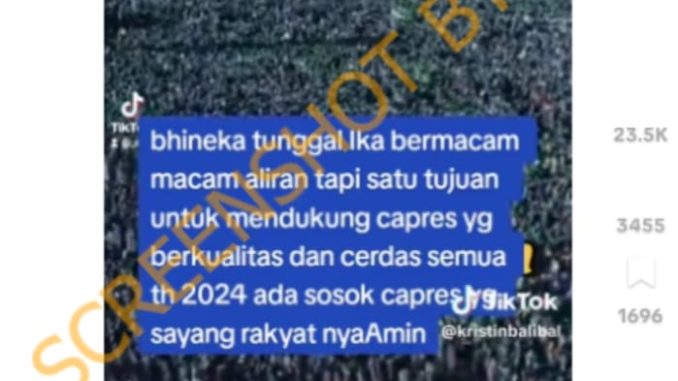 SCREENSHOT B
TikTok
bhineka tunggal Ika bermacam
macam aliran tapi satu tujuan
untuk mendukung capres yg
berkualitas dan cerdas semua
th 2024 ada sosok capres yg
sayang rakyat nyaAmin
TikTok
@kristinbalibal
23.5K
3455
1696